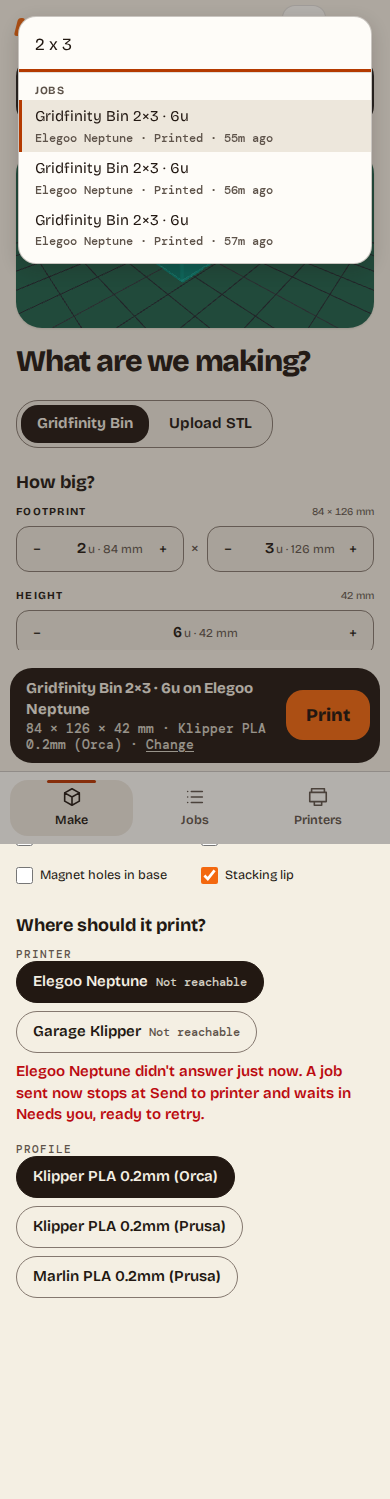 2 x 3
JOBS
Gridfinity Bin 2×3 · 6u
Elegoo Neptune · Printed · 55m ago
Gridfinity Bin 2×3 · 6u
Elegoo Neptune · Printed · 56m ago
Gridfinity Bin 2×3 · 6u
Elegoo Neptune · Printed · 57m ago
What are we making?
Gridfinity Bin Upload STL
How big?
FOOTPRINT 84 × 126 mm
− 2 u · 84 mm + × − 3 u · 126 mm +
HEIGHT 42 mm
− 6 u · 42 mm +
Gridfinity Bin 2×3 · 6u on Elegoo
Neptune
84 × 126 × 42 mm · Klipper PLA
0.2mm (Orca) · Change
Print
Make Jobs Printers
Magnet holes in base Stacking lip
Where should it print?
PRINTER
Elegoo Neptune Not reachable
Garage Klipper Not reachable
Elegoo Neptune didn't answer just now. A job
sent now stops at Send to printer and waits in
Needs you, ready to retry.
PROFILE
Klipper PLA 0.2mm (Orca)
Klipper PLA 0.2mm (Prusa)
Marlin PLA 0.2mm (Prusa)